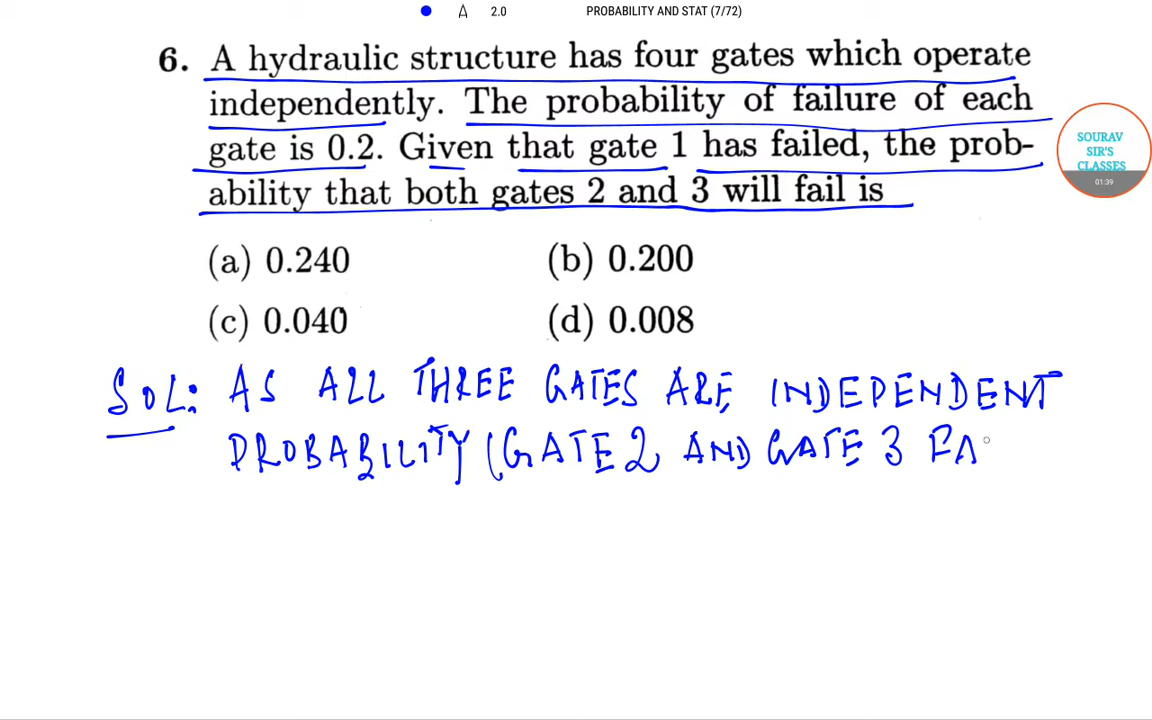 A 2.0 PROBABILITY AND STAT (7/72)
6. A hydraulic structure has four gates which operate
independently. The probability of failure of each
gate is 0.2. Given that gate 1 has failed, the prob-
ability that both gates 2 and 3 will fail is
SOURAV
SIR'S
CLASSES
01:39
(a) 0.240 (b) 0.200
(c) 0.040 (d) 0.008
SOL: AS ALL THREE GATES ARE INDEPENDENT
PROBABILITY (GATE 2 AND GATE 3 FA